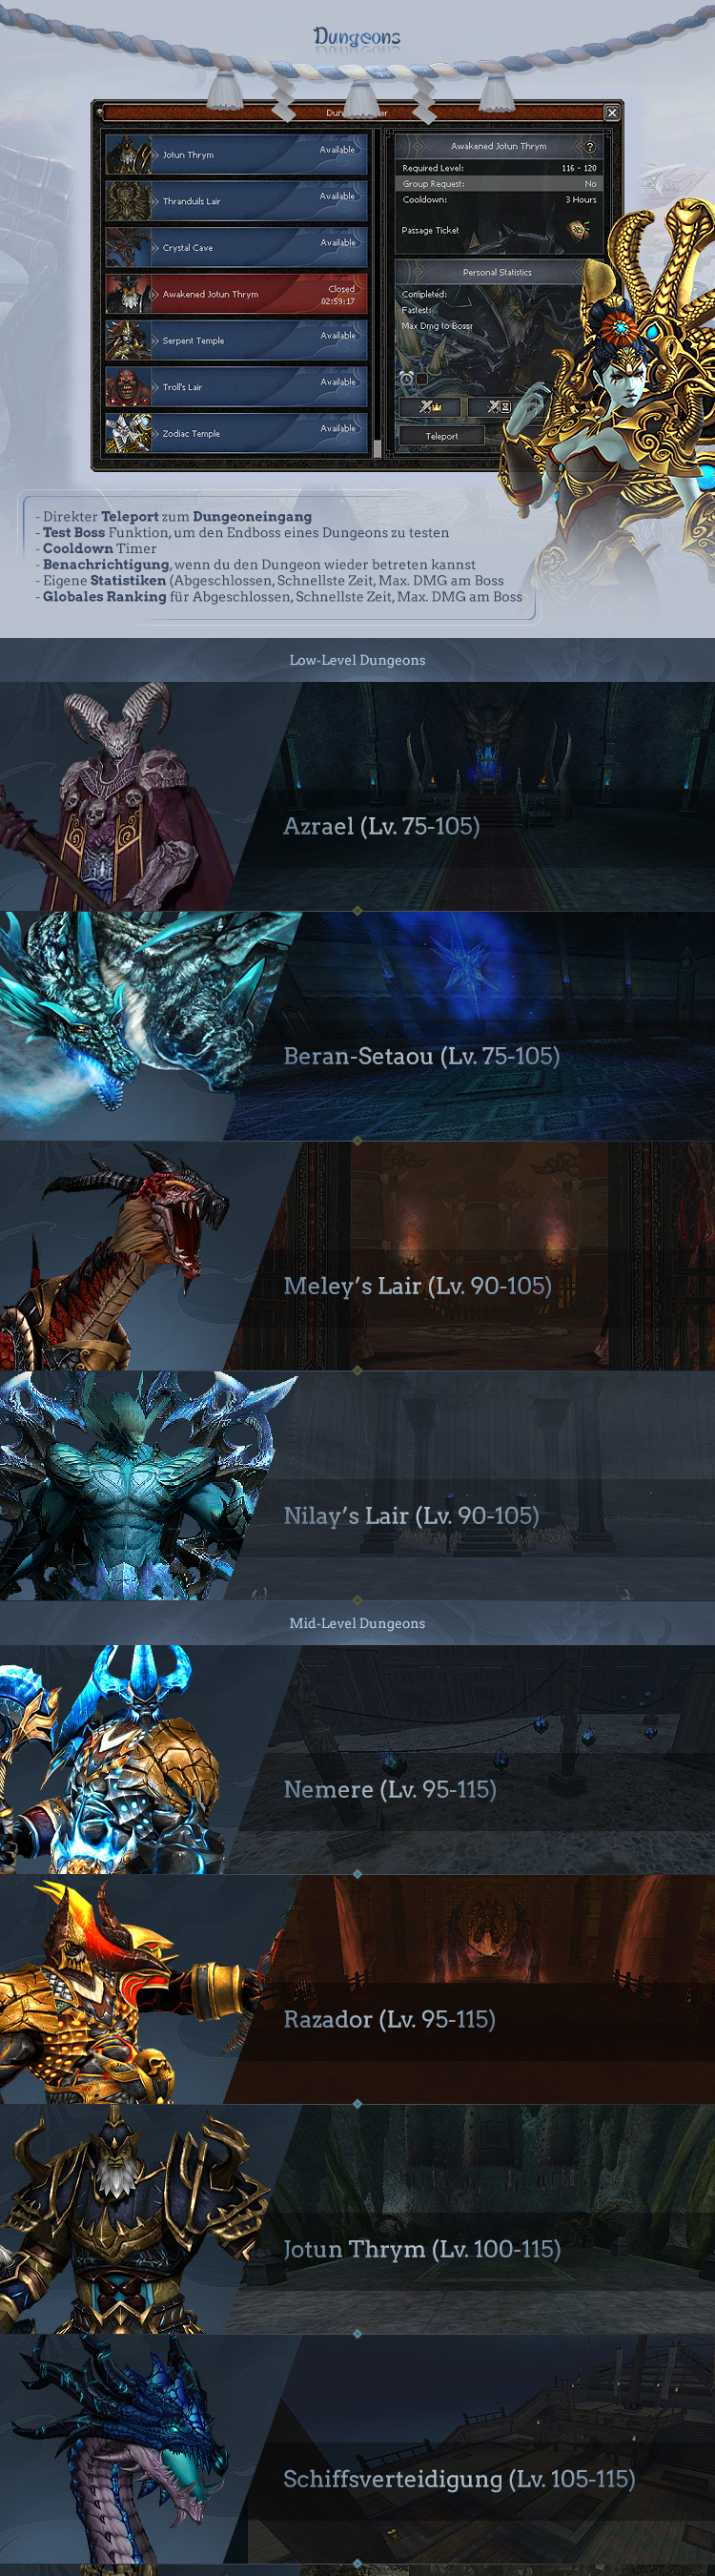 Dungeons
Jotun Thrym
Available
Thranduils Lair
Available
Crystal Cave
Available
Awakened Jotun Thrym
Closed
02:59:17
Serpent Temple
Available
Troll's Lair
Available
Zodiac Temple
Available
Awakened Jotun Thrym
?
Required Level: 116 - 120
Group Request: No
Cooldown: 3 Hours
Passage Ticket
Personal Statistics
Completed:
Fastest:
Max Dmg to Boss:
Teleport
- Direkter Teleport zum Dungeoneingang
- Test Boss Funktion, um den Endboss eines Dungeons zu testen
- Cooldown Timer
- Benachrichtigung, wenn du den Dungeon wieder betreten kannst
- Eigene Statistiken (Abgeschlossen, Schnellste Zeit, Max. DMG am Boss
- Globales Ranking für Abgeschlossen, Schnellste Zeit, Max. DMG am Boss
Low-Level Dungeons
Azrael (Lv. 75-105)
Beran-Setaou (Lv. 75-105)
Meley’s Lair (Lv. 90-105)
Nilay’s Lair (Lv. 90-105)
Mid-Level Dungeons
Nemere (Lv. 95-115)
Razador (Lv. 95-115)
Jotun Thrym (Lv. 100-115)
Schiffsverteidigung (Lv. 105-115)